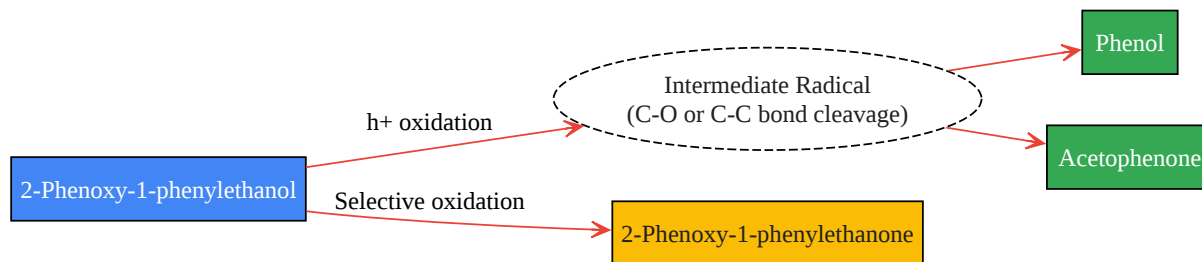 Phenol
Intermediate Radical
(C-O or C-C bond cleavage)
h+ oxidation
Acetophenone
2-Phenoxy-1-phenylethanol
Selective oxidation
2-Phenoxy-1-phenylethanone